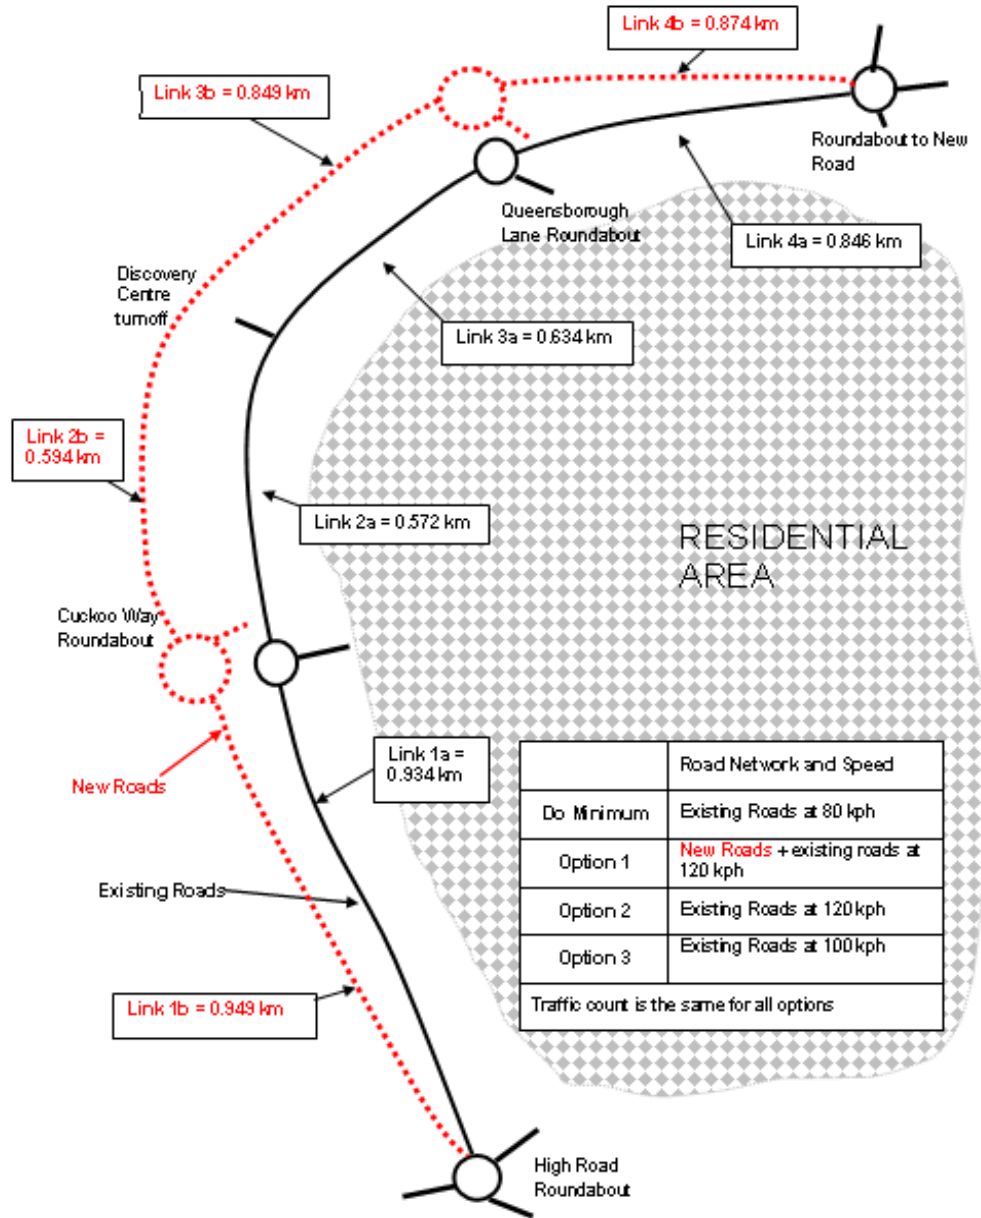 Link 4b = 0.874 km
Link 3b = 0.849 km
Roundabout to New
Road
Queensborough
Lane Roundabout
Link 4a = 0.846 km
Discovery
Centre
turnoff
Link 3a = 0.634 km
Link 2b =
0.594 km
Link 2a = 0.572 km
RESIDENTIAL
AREA
Cuckoo Way
Roundabout
Link 1a =
0.934 km
New Roads
Road Network and Speed
Do Minimum
Existing Roads at 80 kph
Option 1
New Roads + existing roads at
120 kph
Existing Roads
Option 2
Existing Roads at 120 kph
Option 3
Existing Roads at 100 kph
Link 1b = 0.949 km
Traffic count is the same for all options
High Road
Roundabout